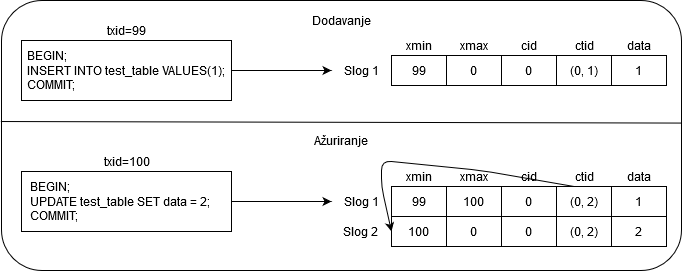 Dodavanje
txid=99
BEGIN;
INSERT INTO test_table VALUES(1);
COMMIT;
xmin xmax cid ctid data
Slog 1 99 0 0 (0, 1) 1
Ažuriranje
txid=100
BEGIN;
UPDATE test_table SET data = 2;
COMMIT;
xmin xmax cid ctid data
Slog 1 99 100 0 (0, 2) 1
Slog 2 100 0 0 (0, 2) 2